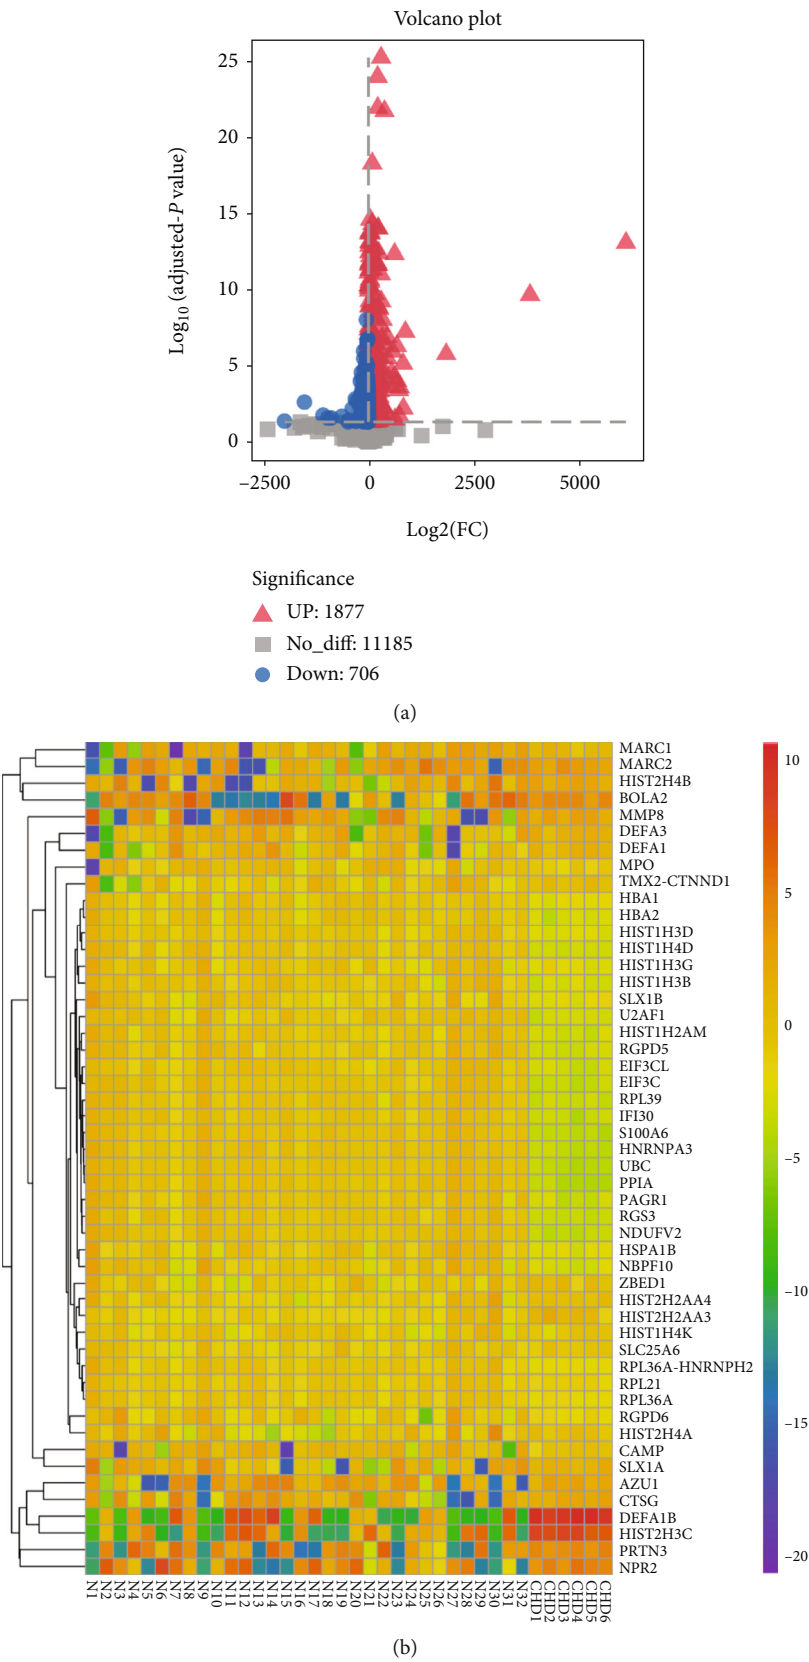 Volcano plot
25
20
15
10
5
0
Log10 (adjusted-P value)
−2500 0 2500 5000
Log2(FC)
Significance
UP: 1877
No_diff: 11185
Down: 706
(a)
MARC1
MARC2
HIST2H4B
BOLA2
MMP8
DEFA3
DEFA1
MPO
TMX2-CTNND1
HBA1
HBA2
HIST1H3D
HIST1H4D
HIST1H3G
HIST1H3B
SLX1B
U2AF1
HIST1H2AM
RGPD5
EIF3CL
EIF3C
RPL39
IFI30
S100A6
HNRNPA3
UBC
PPIA
PAGR1
RGS3
NDUFV2
HSPA1B
NBPF10
ZBED1
HIST2H2AA4
HIST2H2AA3
HIST1H4K
SLC25A6
RPL36A-HNRNPH2
RPL21
RPL36A
RGPD6
HIST2H4A
CAMP
SLX1A
AZU1
CTSG
DEFA1B
HIST2H3C
PRTN3
NPR2
10
5
0
−5
−10
−15
−20
N1 N2 N3 N4 N5 N6 N7 N8 N9 N10 N11 N12 N13 N14 N15 N16 N17 N18 N19 N20 N21 N22 N23 N24 N25 N26 N27 N28 N29 N30 N31 N32 CHD1 CHD2 CHD3 CHD4 CHD5 CHD6
(b)